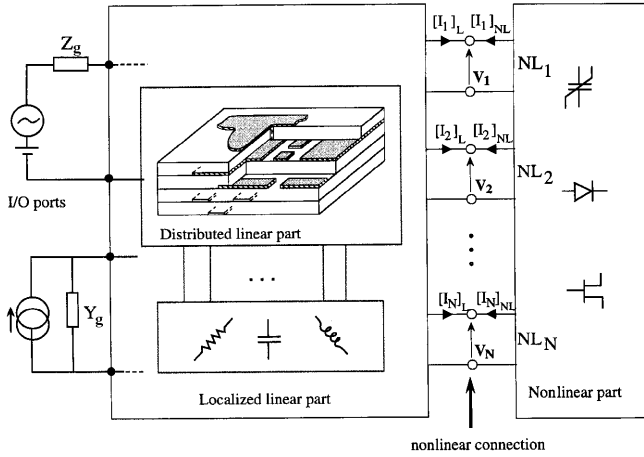 Z_g
I/O ports
Y_g
Distributed linear part
...
Localized linear part
[I_1]_L [I_1]_NL
V_1
NL_1
[I_2]_L [I_2]_NL
V_2
NL_2
[I_N]_L [I_N]_NL
V_N
NL_N
Nonlinear part
nonlinear connection